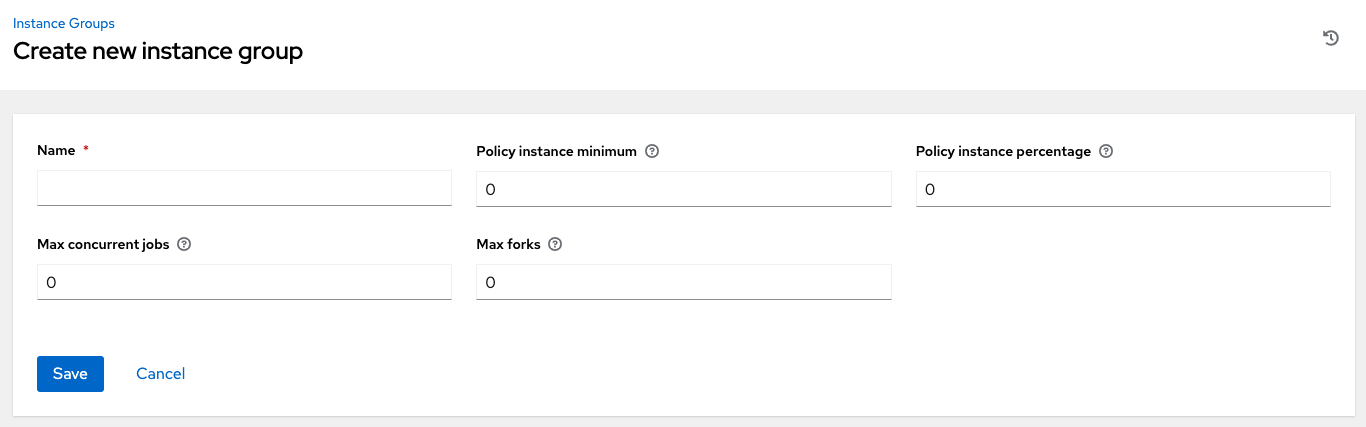 Instance Groups
Create new instance group
Name *
Policy instance minimum
Policy instance percentage
0
0
Max concurrent jobs
Max forks
0
0
Save
Cancel